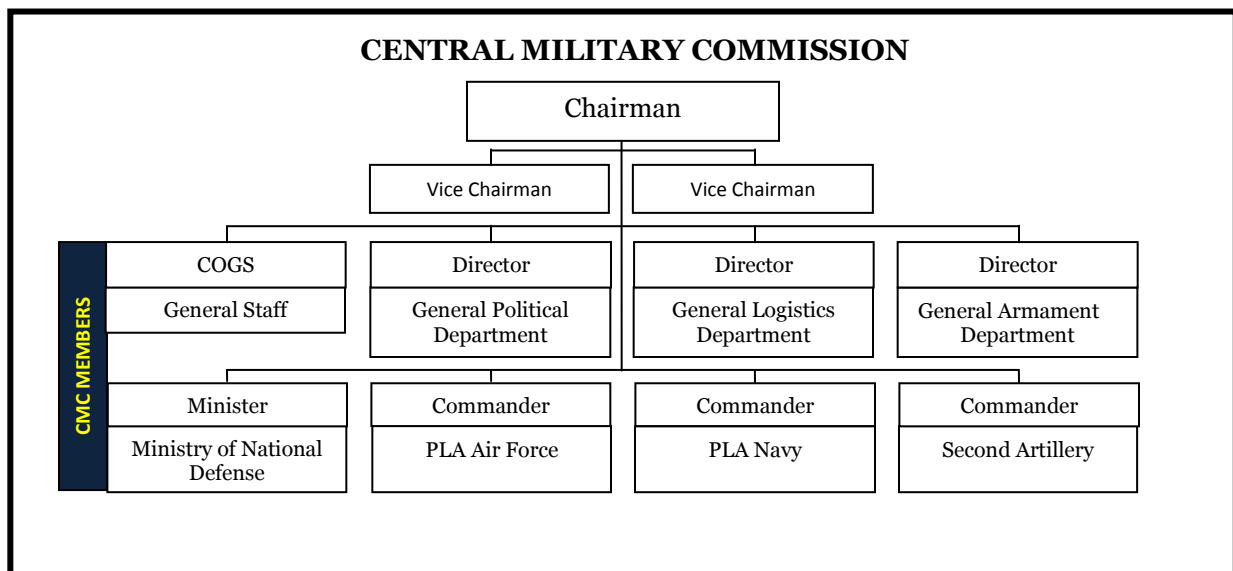 CENTRAL MILITARY COMMISSION
Chairman
Vice Chairman
Vice Chairman
CMC MEMBERS
COGS
General Staff
Director
General Political
Department
Director
General Logistics
Department
Director
General Armament
Department
Minister
Ministry of National
Defense
Commander
PLA Air Force
Commander
PLA Navy
Commander
Second Artillery